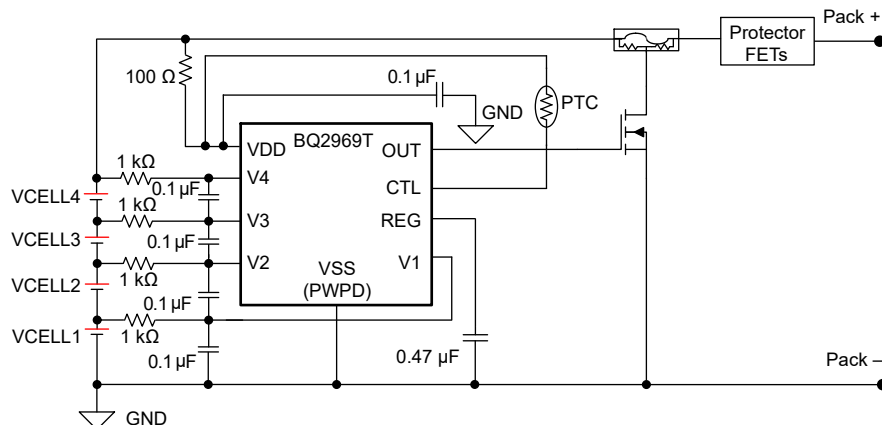 Pack +
Protector
FETs
100 Ω
0.1 µF
GND
PTC
BQ2969T
VDD
OUT
1 kΩ
V4
0.1 µF
CTL
VCELL4
1 kΩ
V3
REG
VCELL3
0.1 µF
V2
VSS
(PWPD)
V1
1 kΩ
VCELL2
0.1 µF
VCELL1
1 kΩ
0.1 µF
0.47 µF
Pack –
GND